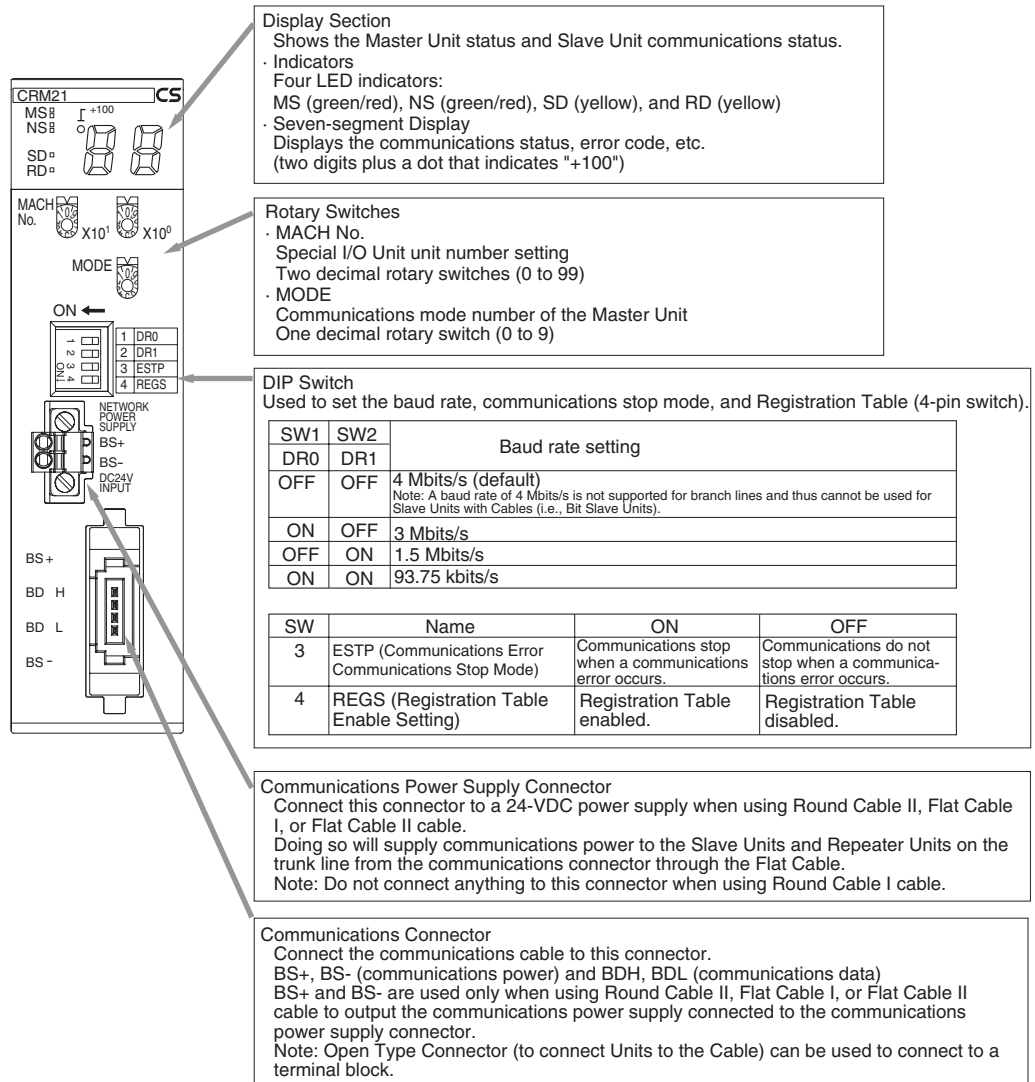 CRM21 CS
MS
NS
+100
SD
RD
MACH
No.
X10¹ X10⁰
MODE
ON
1 2 3 4
ON↓
1 DR0
2 DR1
3 ESTP
4 REGS
NETWORK
POWER
SUPPLY
BS+
BS-
DC24V
INPUT
BS+
BD H
BD L
BS-
Display Section
Shows the Master Unit status and Slave Unit communications status.
· Indicators
Four LED indicators:
MS (green/red), NS (green/red), SD (yellow), and RD (yellow)
· Seven-segment Display
Displays the communications status, error code, etc.
(two digits plus a dot that indicates "+100")
Rotary Switches
· MACH No.
Special I/O Unit unit number setting
Two decimal rotary switches (0 to 99)
· MODE
Communications mode number of the Master Unit
One decimal rotary switch (0 to 9)
DIP Switch
Used to set the baud rate, communications stop mode, and Registration Table (4-pin switch).
SW1 SW2 Baud rate setting
DR0 DR1
OFF OFF 4 Mbits/s (default)
Note: A baud rate of 4 Mbits/s is not supported for branch lines and thus cannot be used for
Slave Units with Cables (i.e., Bit Slave Units).
ON OFF 3 Mbits/s
OFF ON 1.5 Mbits/s
ON ON 93.75 kbits/s
SW Name ON OFF
3 ESTP (Communications Error Communications stop Communications do not
Communications Stop Mode) when a communications stop when a communica-
error occurs. tions error occurs.
4 REGS (Registration Table Registration Table Registration Table
Enable Setting) enabled. disabled.
Communications Power Supply Connector
Connect this connector to a 24-VDC power supply when using Round Cable II, Flat Cable
I, or Flat Cable II cable.
Doing so will supply communications power to the Slave Units and Repeater Units on the
trunk line from the communications connector through the Flat Cable.
Note: Do not connect anything to this connector when using Round Cable I cable.
Communications Connector
Connect the communications cable to this connector.
BS+, BS- (communications power) and BDH, BDL (communications data)
BS+ and BS- are used only when using Round Cable II, Flat Cable I, or Flat Cable II
cable to output the communications power supply connected to the communications
power supply connector.
Note: Open Type Connector (to connect Units to the Cable) can be used to connect to a
terminal block.